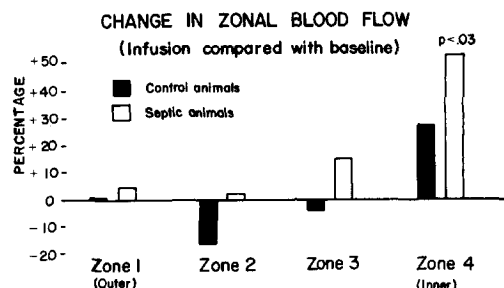 CHANGE IN ZONAL BLOOD FLOW
(Infusion compared with baseline)
p<.03
PERCENTAGE
+50
+40
+30
+20
+10
0
-10
-20
Control animals
Septic animals
Zone 1
(Outer)
Zone 2
Zone 3
Zone 4
(Inner)